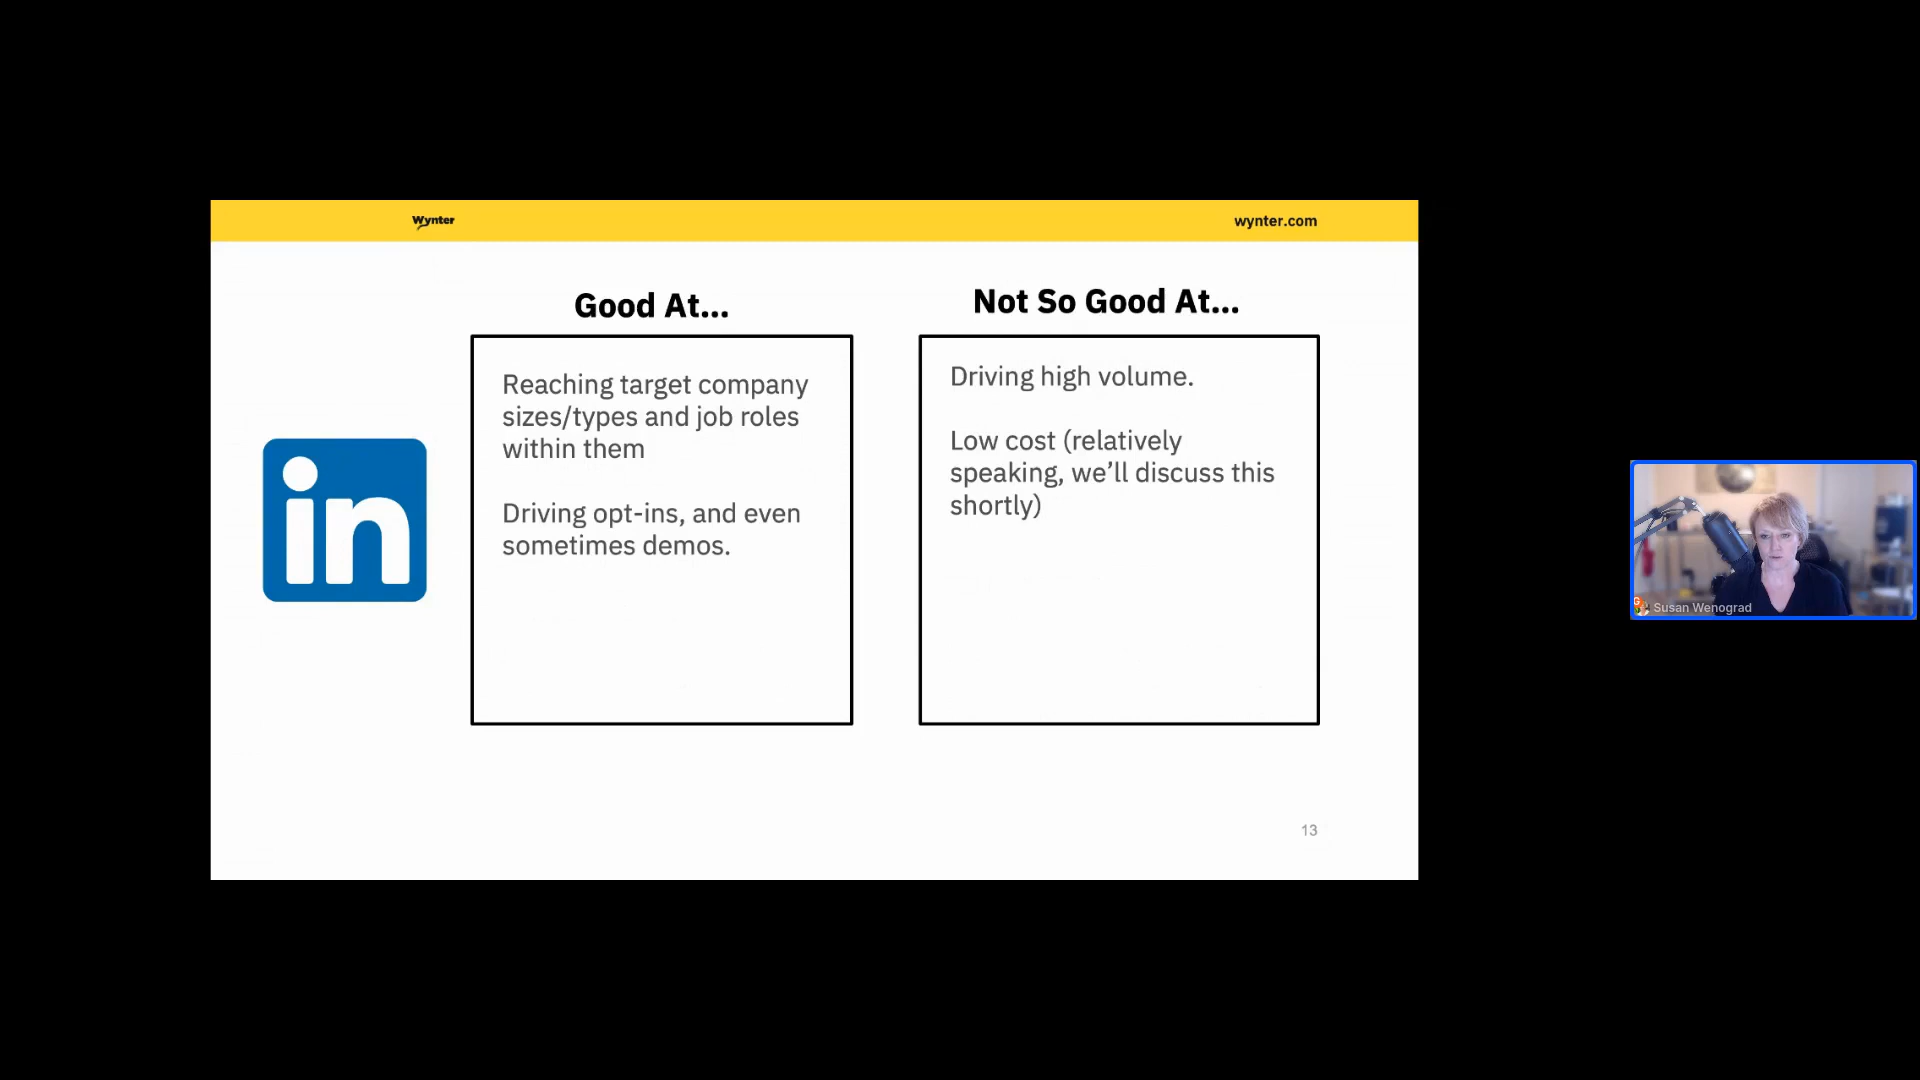 Wynter
wynter.com
Good At...
Not So Good At...
Reaching target company
sizes/types and job roles
within them
Driving opt-ins, and even
sometimes demos.
Driving high volume.
Low cost (relatively
speaking, we’ll discuss this
shortly)
in
13
Susan Wenograd